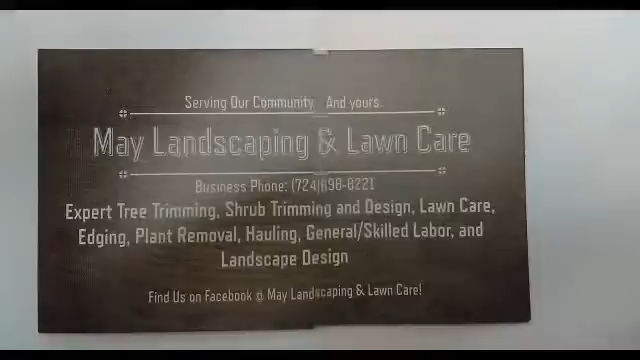 Serving Our Community And yours.
May Landscaping & Lawn Care
Business Phone: (724)698-8221
Expert Tree Trimming, Shrub Trimming and Design, Lawn Care,
Edging, Plant Removal, Hauling, General/Skilled Labor, and
Landscape Design
Find Us on Facebook @ May Landscaping & Lawn Care!